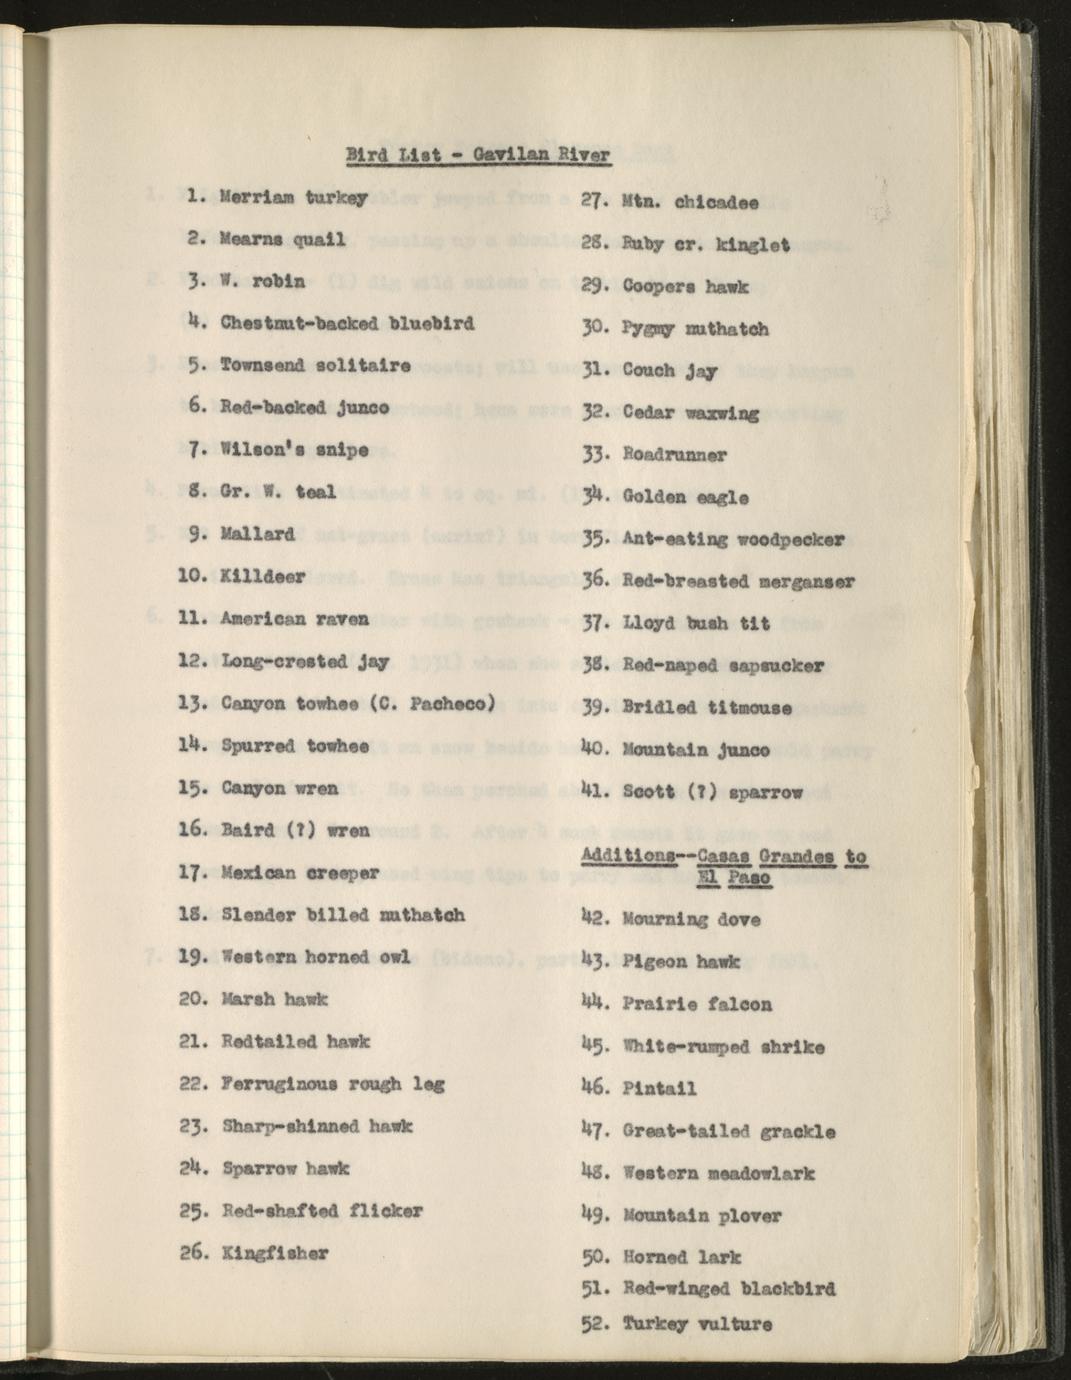 Bird List - Gavilan River
1. Merriam turkey
2. Mearns quail
3. W. robin
4. Chestnut-backed bluebird
5. Townsend solitaire
6. Red-backed junco
7. Wilson's snipe
8. Gr. W. teal
9. Mallard
10. Killdeer
11. American raven
12. Long-crested jay
13. Canyon towhee (C. Pacheco)
14. Spurred towhee
15. Canyon wren
16. Baird (?) wren
17. Mexican creeper
18. Slender billed nuthatch
19. Western horned owl
20. Marsh hawk
21. Redtailed hawk
22. Ferruginous rough leg
23. Sharp-shinned hawk
24. Sparrow hawk
25. Red-shafted flicker
26. Kingfisher
27. Mtn. chicadee
28. Ruby cr. kinglet
29. Coopers hawk
30. Pygmy nuthatch
31. Couch jay
32. Cedar waxwing
33. Roadrunner
34. Golden eagle
35. Ant-eating woodpecker
36. Red-breasted merganser
37. Lloyd bush tit
38. Red-naped sapsucker
39. Bridled titmouse
40. Mountain junco
41. Scott (?) sparrow
Additions--Casas Grandes to
El Paso
42. Mourning dove
43. Pigeon hawk
44. Prairie falcon
45. White-rumped shrike
46. Pintail
47. Great-tailed grackle
48. Western meadowlark
49. Mountain plover
50. Horned lark
51. Red-winged blackbird
52. Turkey vulture